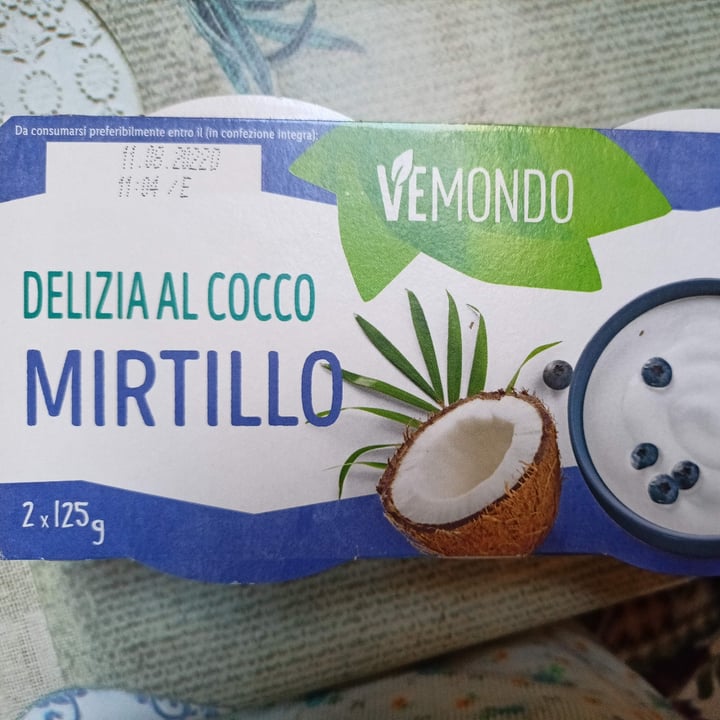 Da consumarsi preferibilmente entro il (in confezione integra):
11.08.20220
11:04 /E
VEMONDO
DELIZIA AL COCCO
MIRTILLO
2 x 125g